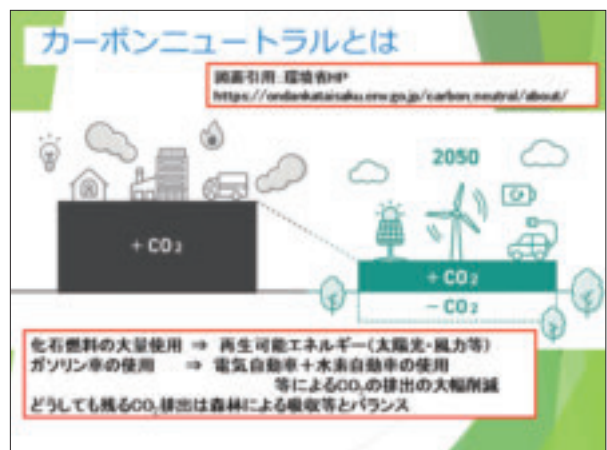 カーボンニュートラルとは
図画引用:環境省HP
https://ondankataisaku.env.go.jp/carbon_neutral/about/
2050
+ CO2
+ CO2
− CO2
化石燃料の大量使用 ⇒ 再生可能エネルギー(太陽光・風力等)
ガソリン車の使用 ⇒ 電気自動車+水素自動車の使用
等によるCO2の排出の大幅削減
どうしても残るCO2排出は森林による吸収等とバランス